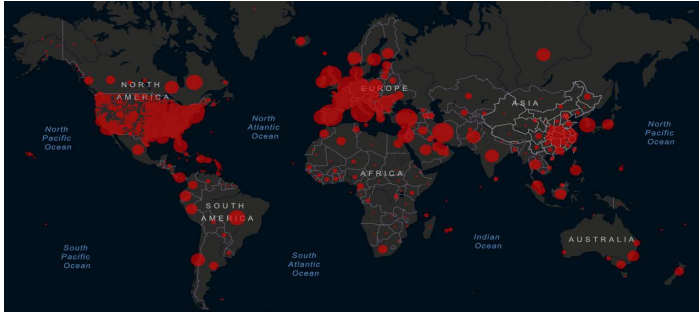 NORTH
AMERICA
EUROPE
ASIA
North
Pacific
Ocean
North
Atlantic
Ocean
North
Pacific
Ocean
AFRICA
SOUTH
AMERICA
Indian
Ocean
AUSTRALIA
South
Pacific
Ocean
South
Atlantic
Ocean